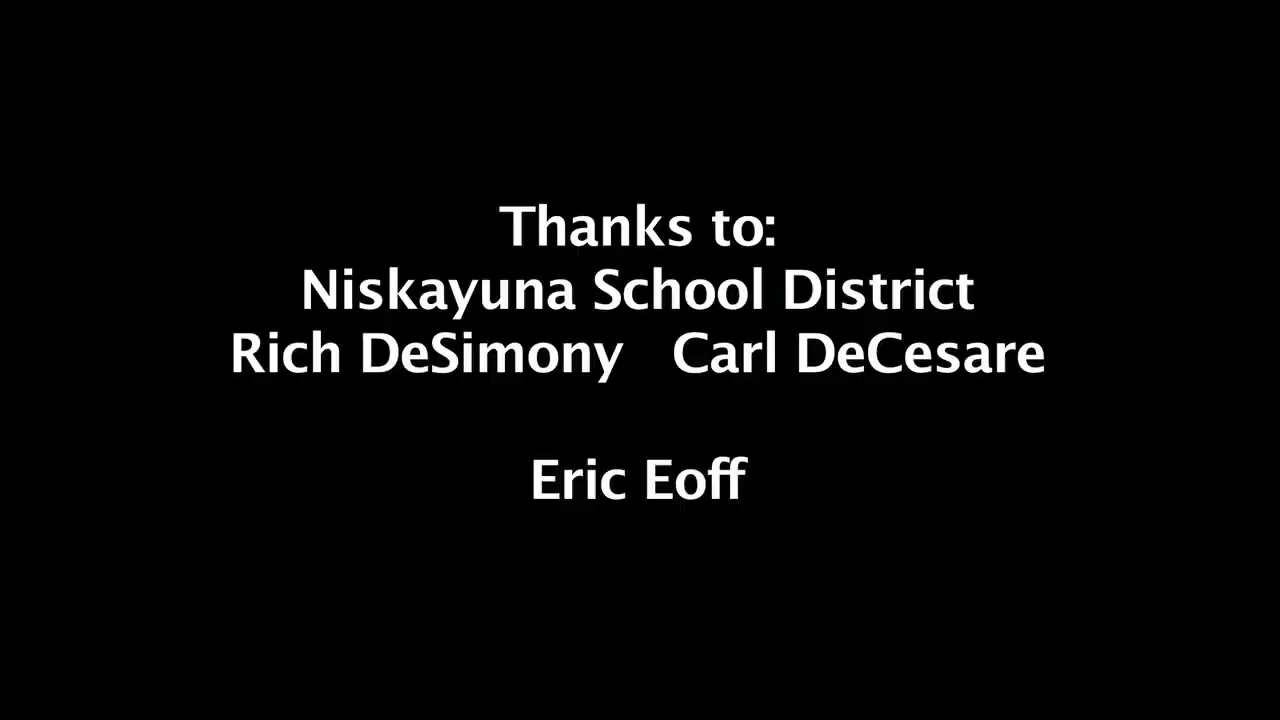 Thanks to:
Niskayuna School District
Rich DeSimony   Carl DeCesare
Eric Eoff